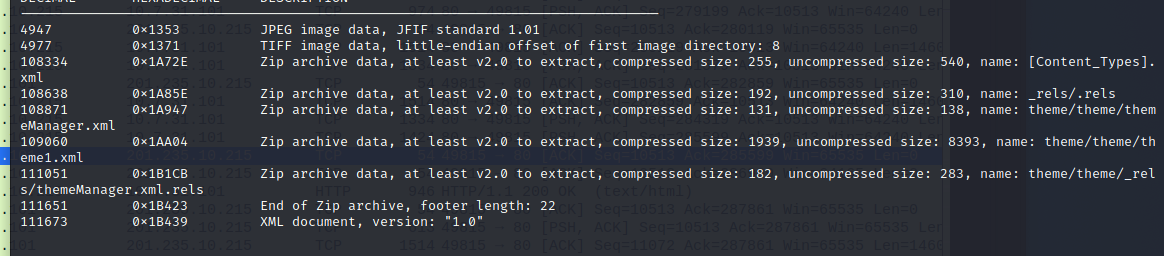 DECIMAL HEXADECIMAL DESCRIPTION
4947 0×1353 JPEG image data, JFIF standard 1.01
4977 0×1371 TIFF image data, little-endian offset of first image directory: 8
108334 0×1A72E Zip archive data, at least v2.0 to extract, compressed size: 255, uncompressed size: 540, name: [Content_Types].
xml
108638 0×1A85E Zip archive data, at least v2.0 to extract, compressed size: 192, uncompressed size: 310, name: _rels/.rels
108871 0×1A947 Zip archive data, at least v2.0 to extract, compressed size: 131, uncompressed size: 138, name: theme/theme/them
eManager.xml
109060 0×1AA04 Zip archive data, at least v2.0 to extract, compressed size: 1939, uncompressed size: 8393, name: theme/theme/th
eme1.xml
111051 0×1B1CB Zip archive data, at least v2.0 to extract, compressed size: 182, uncompressed size: 283, name: theme/theme/_rel
s/themeManager.xml.rels
111651 0×1B423 End of Zip archive, footer length: 22
111673 0×1B439 XML document, version: "1.0"